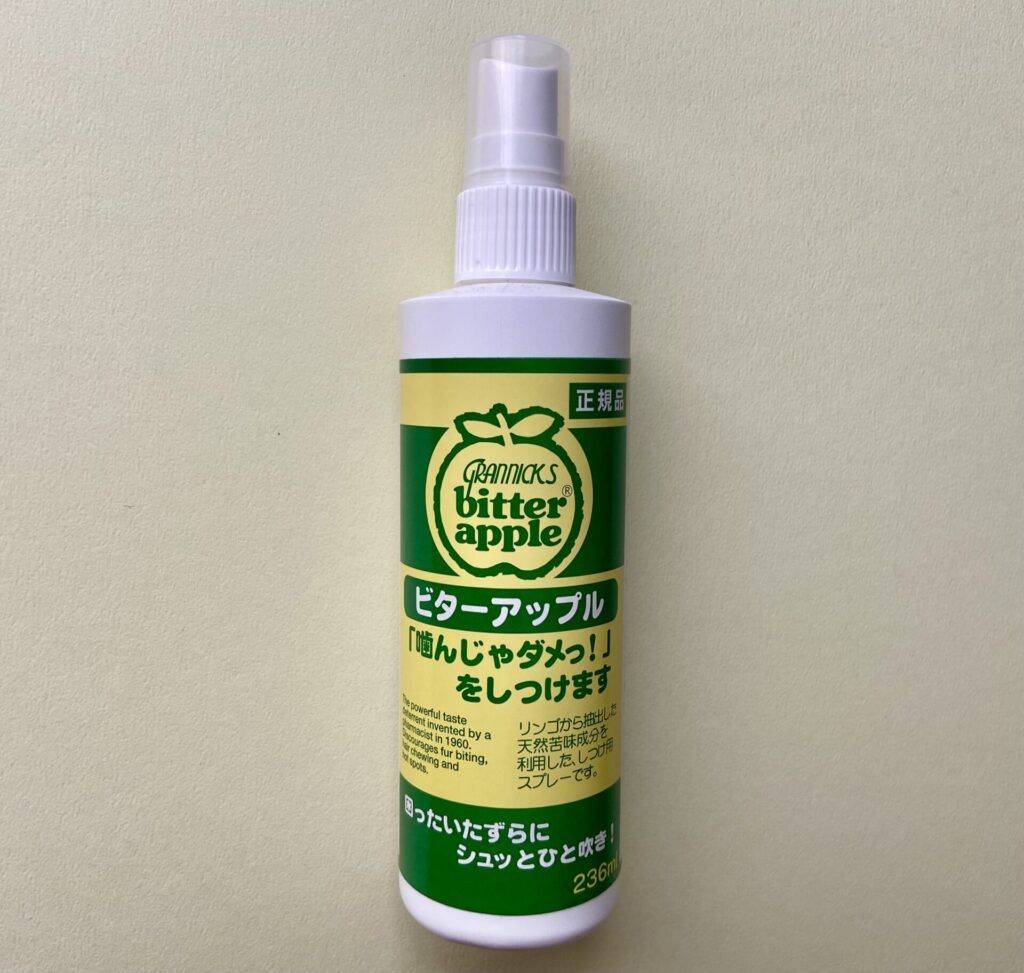 正規品
GRANNICK'S
bitter®
apple
ビターアップル
「噛んじゃダメっ!」
をしつけます
The powerful taste
deterrent invented by a
pharmacist in 1960.
Discourages fur biting,
hair chewing and
hot spots.
リンゴから抽出した
天然苦味成分を
利用した、しつけ用
スプレーです。
困ったいたずらに
シュッとひと吹き!
236ml